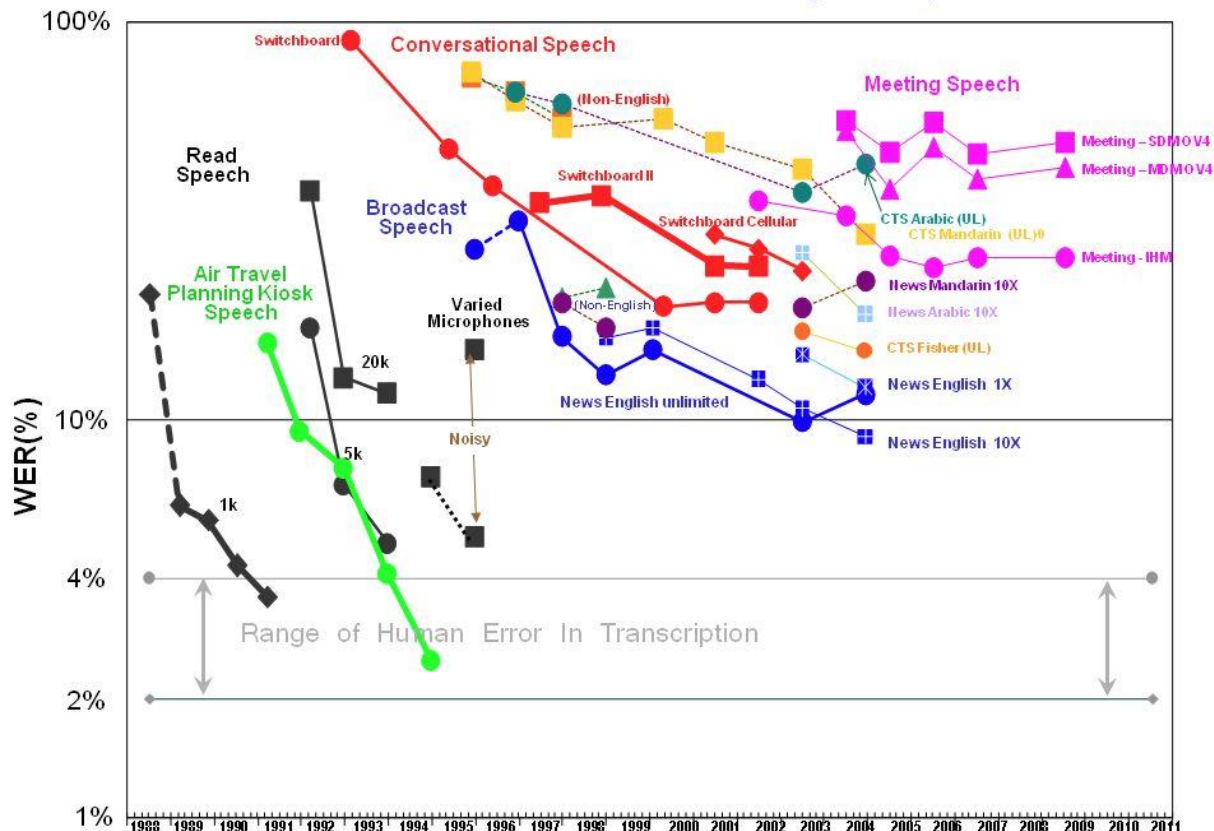 100%
Switchboard
Conversational Speech
(Non-English)
Meeting Speech
Meeting – SDM OV4
Meeting – MDM OV4
Read
Speech
Switchboard II
Broadcast
Speech
Switchboard Cellular
CTS Arabic (UL)
CTS Mandarin (UL)0
Meeting - IHM
Air Travel
Planning Kiosk
Speech
Varied
Microphones
(Non-English)
News Mandarin 10X
News Arabic 10X
CTS Fisher (UL)
20k
News English 1X
News English unlimited
10%
Noisy
News English 10X
5k
1k
WER(%)
4%
Range of Human Error In Transcription
2%
1%
1988 1989 1990 1991 1992 1993 1994 1995 1996 1997 1998 1999 2000 2001 2002 2003 2004 2005 2006 2007 2008 2009 2010 2011